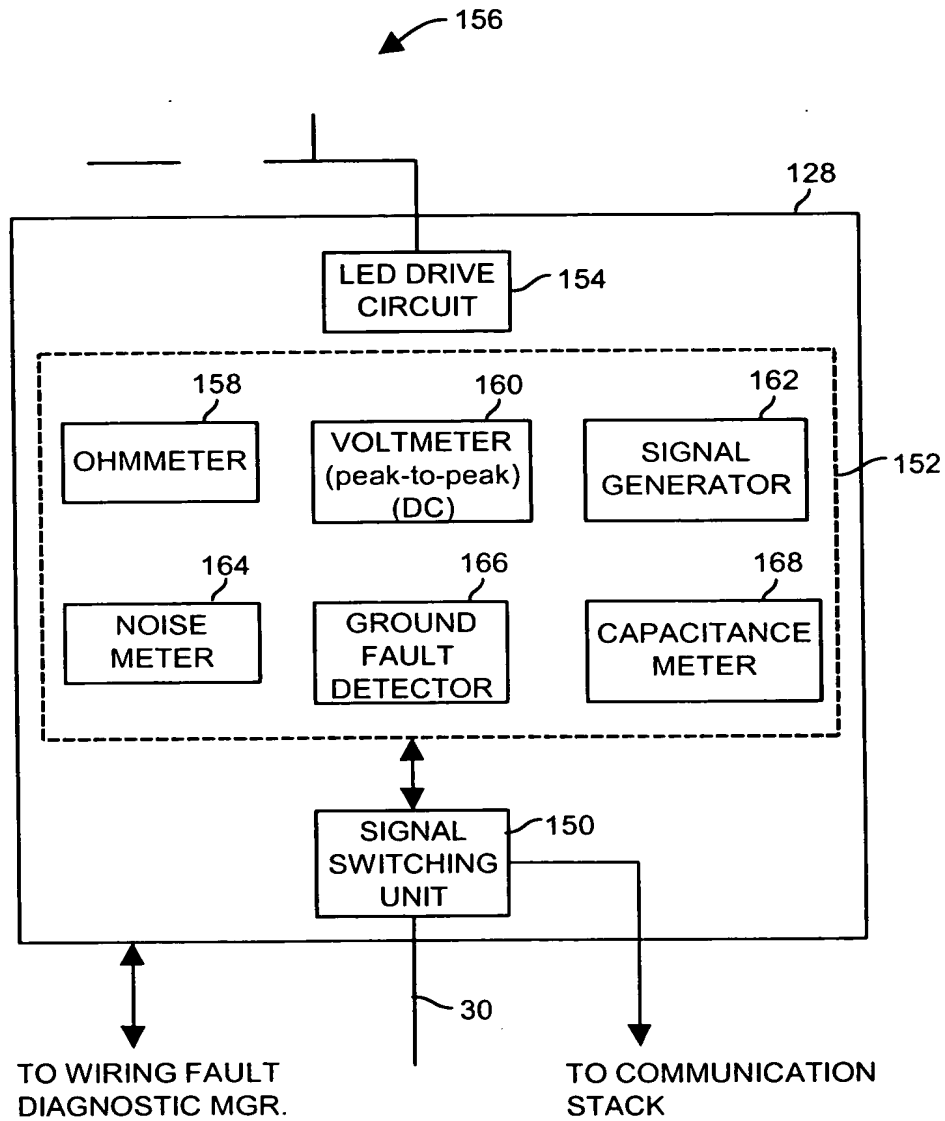 156
128
LED DRIVE
CIRCUIT
154
158
160
162
OHMMETER
VOLTMETER
(peak-to-peak)
(DC)
SIGNAL
GENERATOR
152
164
166
168
NOISE
METER
GROUND
FAULT
DETECTOR
CAPACITANCE
METER
SIGNAL
SWITCHING
UNIT
150
30
TO WIRING FAULT
DIAGNOSTIC MGR.
TO COMMUNICATION
STACK